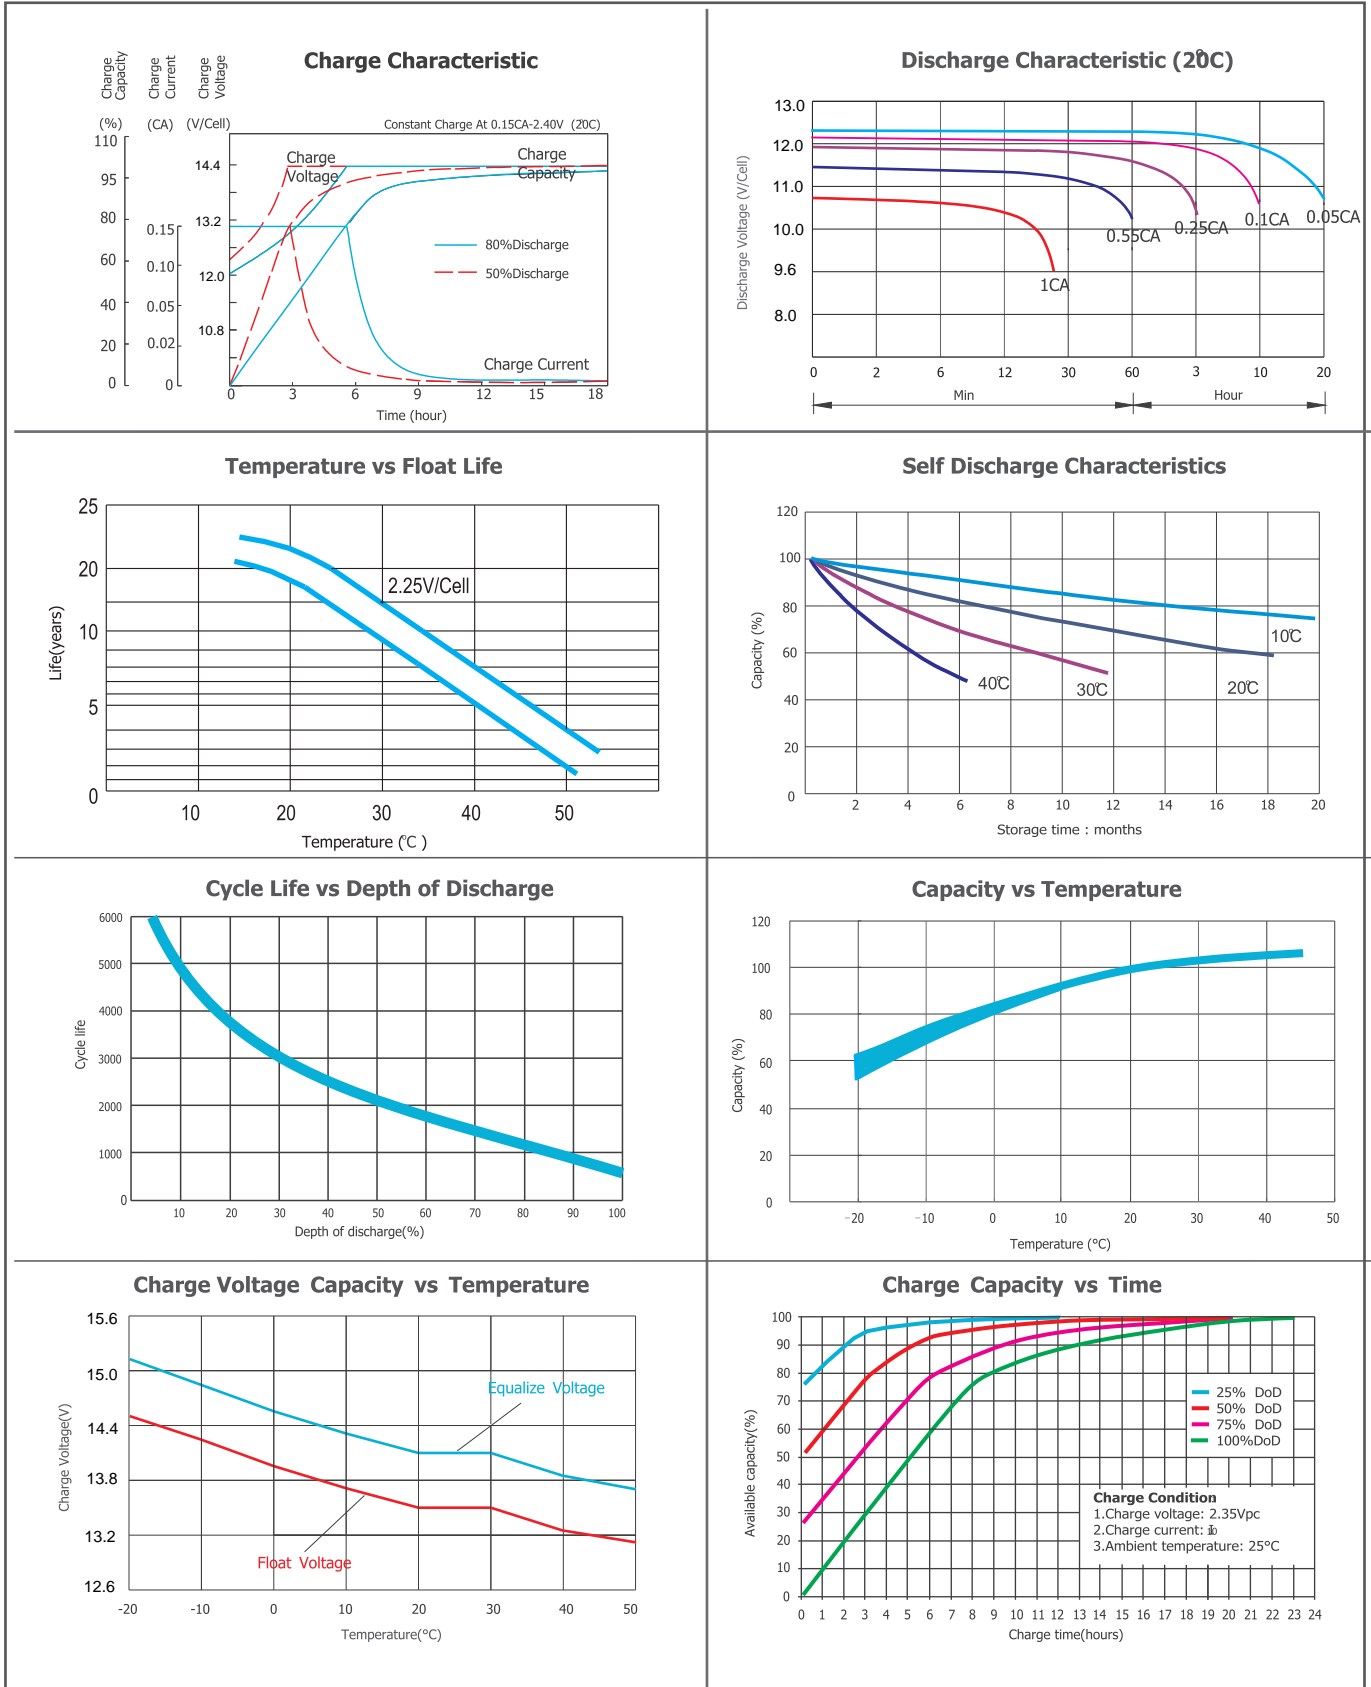 Charge Characteristic
Charge Capacity
Charge Current
Charge Voltage
(%)
(CA)
(V/Cell)
Constant Charge At 0.15CA-2.40V (20°C)
110
95
80
60
40
20
0
0.15
0.10
0.05
0.02
0
14.4
13.2
12.0
10.8
Charge
Voltage
Charge
Capacity
80%Discharge
50%Discharge
Charge Current
0 3 6 9 12 15 18
Time (hour)
Discharge Characteristic (20°C)
Discharge Voltage (V/Cell)
13.0
12.0
11.0
10.0
9.6
8.0
0.05CA
0.1CA
0.25CA
0.55CA
1CA
0 2 6 12 30 60 3 10 20
Min
Hour
Temperature vs Float Life
Life(years)
25
20
10
5
0
2.25V/Cell
10 20 30 40 50
Temperature (°C )
Self Discharge Characteristics
Capacity (%)
120
100
80
60
40
20
0
10°C
20°C
30°C
40°C
2 4 6 8 10 12 14 16 18 20
Storage time : months
Cycle Life vs Depth of Discharge
Cycle life
6000
5000
4000
3000
2000
1000
0
10 20 30 40 50 60 70 80 90 100
Depth of discharge(%)
Capacity vs Temperature
Capacity (%)
120
100
80
60
40
20
0
−20 −10 0 10 20 30 40 50
Temperature (°C)
Charge Voltage Capacity vs Temperature
Charge Voltage(V)
15.6
15.0
14.4
13.8
13.2
12.6
Equalize Voltage
Float Voltage
-20 -10 0 10 20 30 40 50
Temperature(°C)
Charge Capacity vs Time
Available capacity(%)
100
90
80
70
60
50
40
30
20
10
0
25% DoD
50% DoD
75% DoD
100%DoD
Charge Condition
1.Charge voltage: 2.35Vpc
2.Charge current:
3.Ambient temperature: 25°C
0 1 2 3 4 5 6 7 8 9 10 11 12 13 14 15 16 17 18 19 20 21 22 23 24
Charge time(hours)